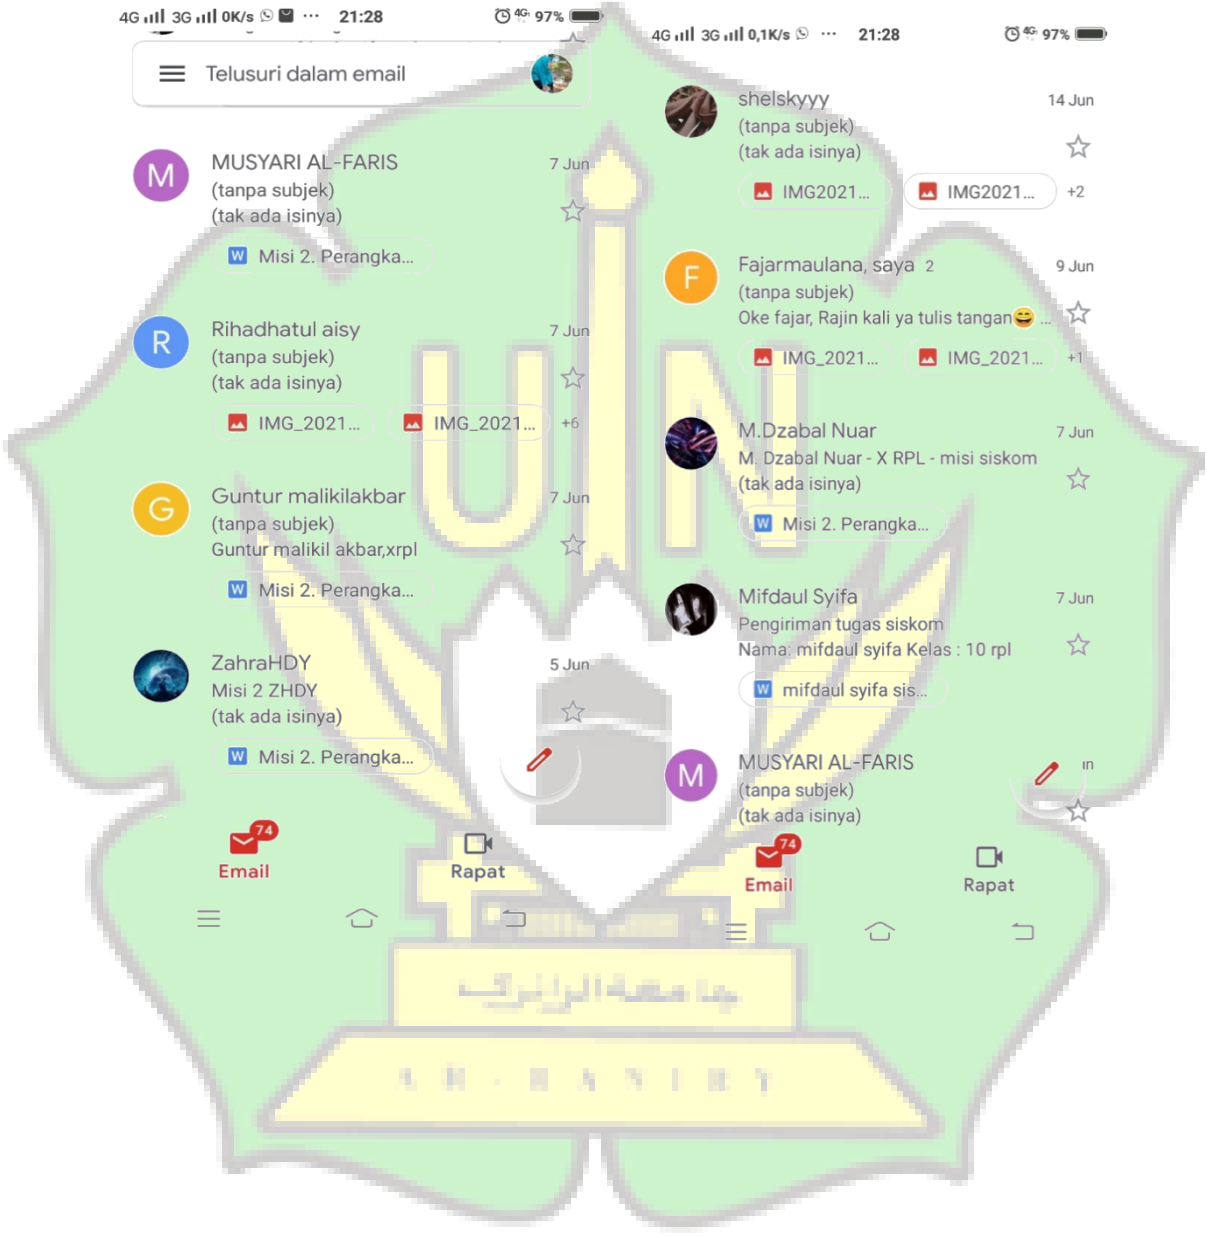 4G 3G 0K/s ... 21:28 4G 97%
Telusuri dalam email
MUSYARI AL-FARIS 7 Jun
(tanpa subjek)
(tak ada isinya)
Misi 2. Perangka...
Rihadhatul aisy 7 Jun
(tanpa subjek)
(tak ada isinya)
IMG_2021... IMG_2021... +6
Guntur malikilakbar 7 Jun
(tanpa subjek)
Guntur malikil akbar,xrpl
Misi 2. Perangka...
ZahraHDY 5 Jun
Misi 2 ZHDY
(tak ada isinya)
Misi 2. Perangka...
74
Email Rapat
4G 3G 0,1K/s ... 21:28 4G 97%
shelskyyy 14 Jun
(tanpa subjek)
(tak ada isinya)
IMG2021... IMG2021... +2
Fajarmaulana, saya 2 9 Jun
(tanpa subjek)
Oke fajar, Rajin kali ya tulis tangan😄 ...
IMG_2021... IMG_2021... +1
M.Dzabal Nuar 7 Jun
M. Dzabal Nuar - X RPL - misi siskom
(tak ada isinya)
Misi 2. Perangka...
Mifdaul Syifa 7 Jun
Pengiriman tugas siskom
Nama: mifdaul syifa Kelas : 10 rpl
mifdaul syifa sis...
MUSYARI AL-FARIS
(tanpa subjek)
(tak ada isinya)
74
Email Rapat
UIN
جامعة الرانيري
AR-RANIRY